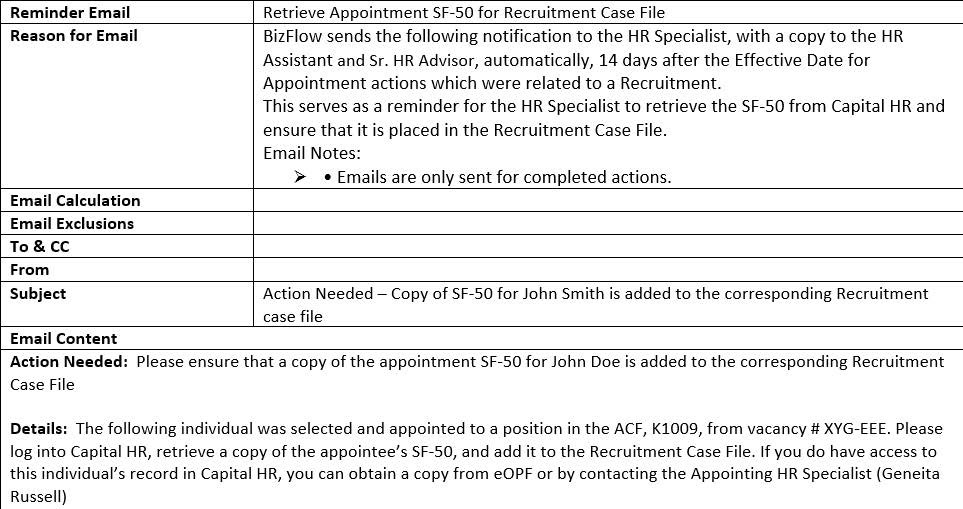 Reminder Email Retrieve Appointment SF-50 for Recruitment Case File
Reason for Email BizFlow sends the following notification to the HR Specialist, with a copy to the HR
Assistant and Sr. HR Advisor, automatically, 14 days after the Effective Date for
Appointment actions which were related to a Recruitment.
This serves as a reminder for the HR Specialist to retrieve the SF-50 from Capital HR and
ensure that it is placed in the Recruitment Case File.
Email Notes:
➢ • Emails are only sent for completed actions.
Email Calculation
Email Exclusions
To & CC
From
Subject Action Needed – Copy of SF-50 for John Smith is added to the corresponding Recruitment
case file
Email Content
Action Needed: Please ensure that a copy of the appointment SF-50 for John Doe is added to the corresponding Recruitment
Case File
Details: The following individual was selected and appointed to a position in the ACF, K1009, from vacancy # XYG-EEE. Please
log into Capital HR, retrieve a copy of the appointee’s SF-50, and add it to the Recruitment Case File. If you do have access to
this individual’s record in Capital HR, you can obtain a copy from eOPF or by contacting the Appointing HR Specialist (Geneita
Russell)